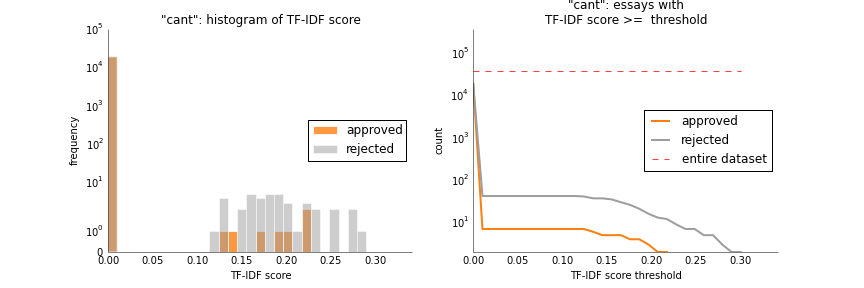 "cant": histogram of TF-IDF score
10^5
10^4
10^3
10^2
10^1
10^0
0
frequency
0.00 0.05 0.10 0.15 0.20 0.25 0.30
TF-IDF score
approved
rejected
"cant": essays with
TF-IDF score >= threshold
10^5
10^4
10^3
10^2
10^1
count
0.00 0.05 0.10 0.15 0.20 0.25 0.30
TF-IDF score threshold
approved
rejected
entire dataset